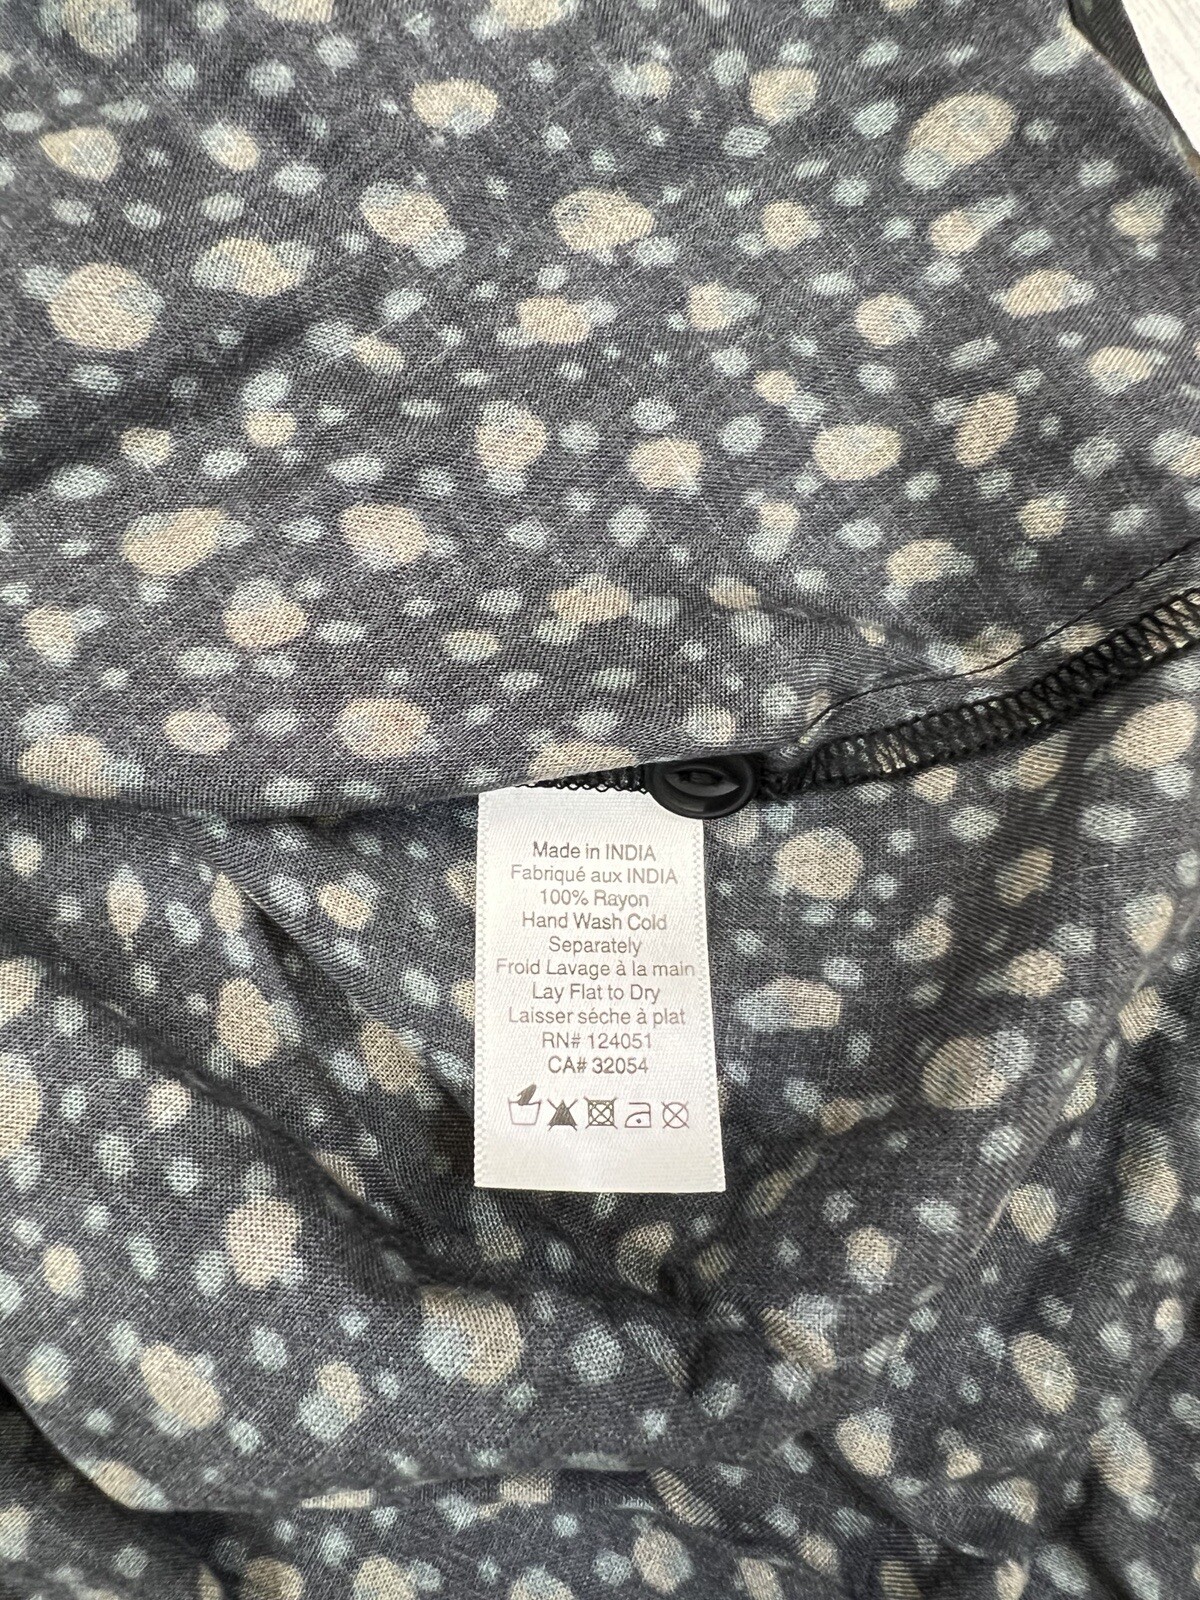 Made in INDIA
Fabriqué aux INDIA
100% Rayon
Hand Wash Cold
Separately
Froid Lavage à la main
Lay Flat to Dry
Laisser séche à plat
RN# 124051
CA# 32054